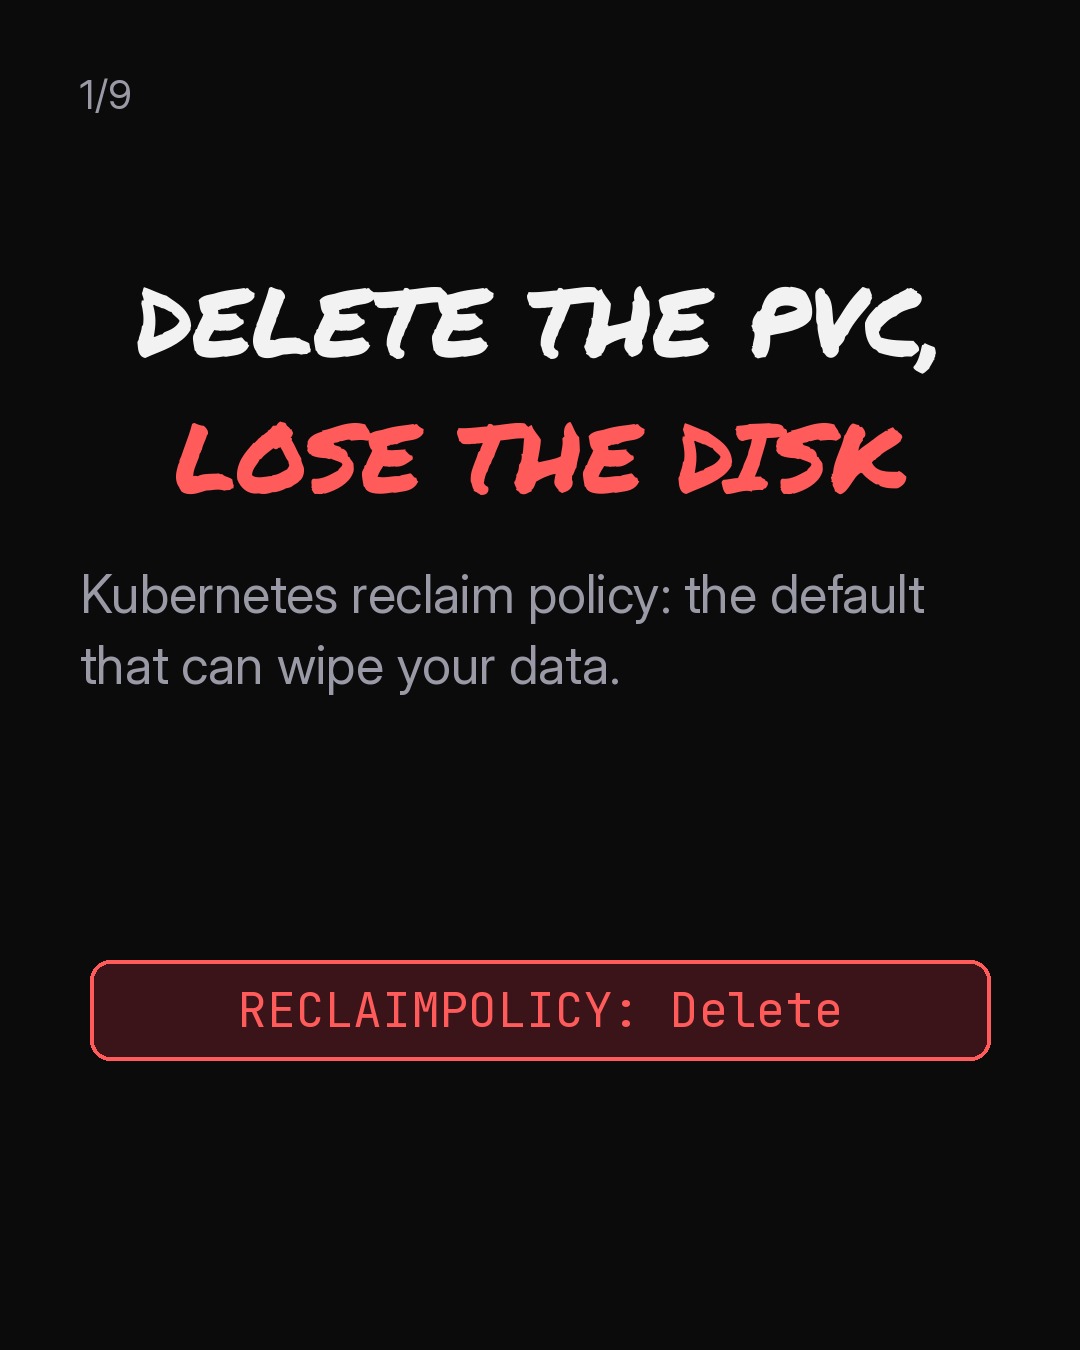 1/9
DELETE THE PVC,
LOSE THE DISK
Kubernetes reclaim policy: the default
that can wipe your data.
RECLAIMPOLICY: Delete